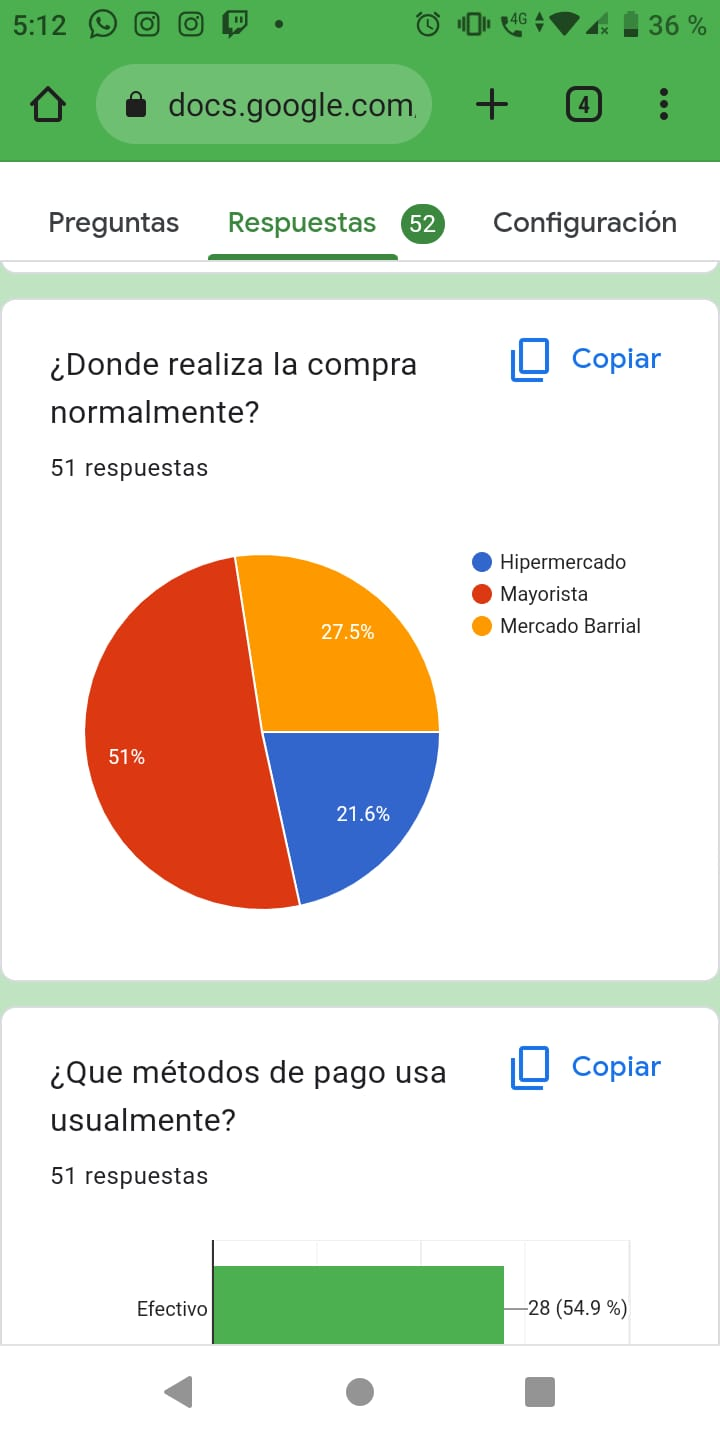 5:12 4G 36 %
docs.google.com, 4
Preguntas Respuestas 52 Configuración
¿Donde realiza la compra
normalmente?
Copiar
51 respuestas
Hipermercado
Mayorista
Mercado Barrial
27.5%
51%
21.6%
¿Que métodos de pago usa
usualmente?
Copiar
51 respuestas
Efectivo 28 (54.9 %)